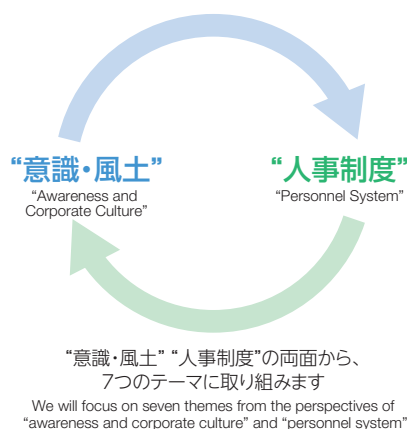 “意識・風土”
“Awareness and
Corporate Culture”
“人事制度”
“Personnel System”
“意識・風土” “人事制度”の両面から、
7つのテーマに取り組みます
We will focus on seven themes from the perspectives of
“awareness and corporate culture” and “personnel system”